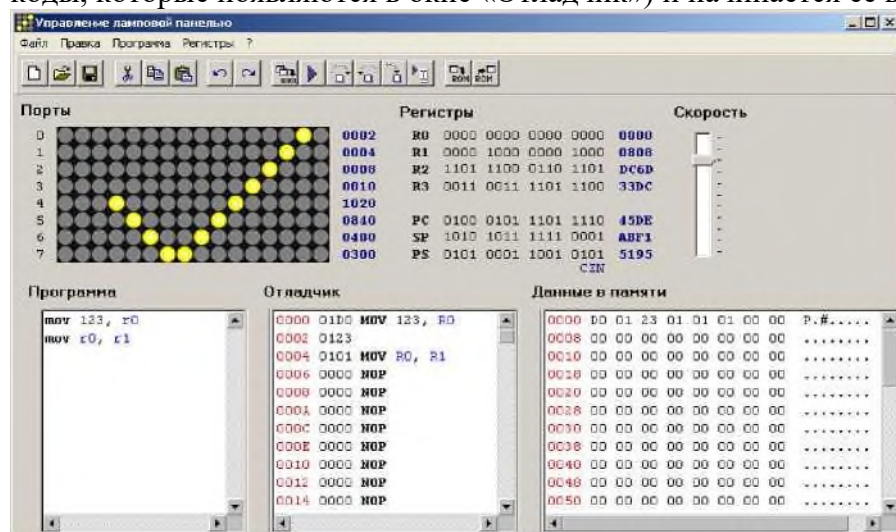 коды, которые появляются в окне «Отладчик») и начинается её в
Управление ламповой панелью
Файл Правка Программа Регистры ?
Порты
Регистры
Скорость
0 0002 R0 0000 0000 0000 0000 0000
1 0004 R1 0000 1000 0000 1000 0808
2 0008 R2 1101 1100 0110 1101 DC6D
3 0010 R3 0011 0011 1101 1100 33DC
4 1020
5 0840 PC 0100 0101 1101 1110 45DE
6 0400 SP 1010 1011 1111 0001 ABF1
7 0300 PS 0101 0001 1001 0101 5195
CZN
Программа
Отладчик
Данные в памяти
mov 123, r0
mov r0, r1
0000 01D0 MOV 123, R0
0002 0123
0004 0101 MOV R0, R1
0006 0000 NOP
0008 0000 NOP
000A 0000 NOP
000C 0000 NOP
000E 0000 NOP
0010 0000 NOP
0012 0000 NOP
0014 0000 NOP
0000 D0 01 23 01 01 01 00 00 P.#.....
0008 00 00 00 00 00 00 00 00 ........
0010 00 00 00 00 00 00 00 00 ........
0018 00 00 00 00 00 00 00 00 ........
0020 00 00 00 00 00 00 00 00 ........
0028 00 00 00 00 00 00 00 00 ........
0030 00 00 00 00 00 00 00 00 ........
0038 00 00 00 00 00 00 00 00 ........
0040 00 00 00 00 00 00 00 00 ........
0048 00 00 00 00 00 00 00 00 ........
0050 00 00 00 00 00 00 00 00 ........